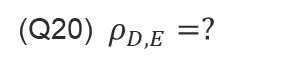 (Q20) ρ_{D,E} =?